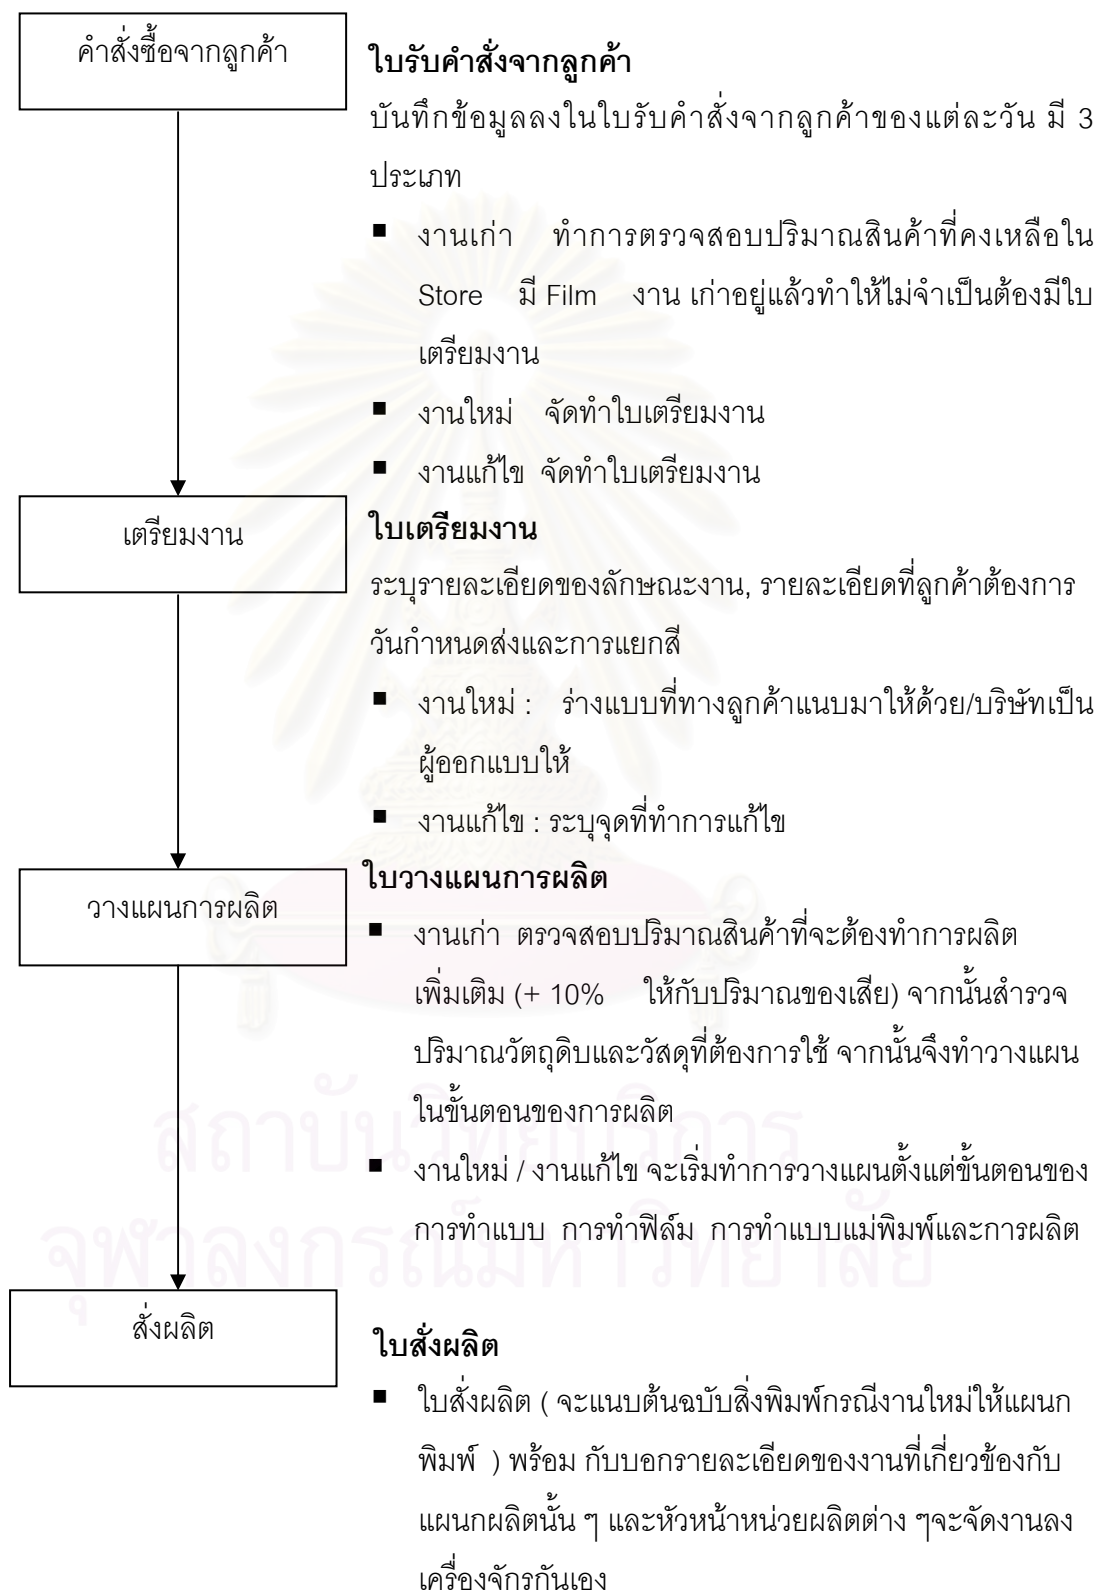 คำสั่งซื้อจากลูกค้า
ใบรับคำสั่งจากลูกค้า
บันทึกข้อมูลลงในใบรับคำสั่งจากลูกค้าของแต่ละวัน มี 3
ประเภท
▪ งานเก่า ทำการตรวจสอบปริมาณสินค้าที่คงเหลือใน
Store มี Film งาน เก่าอยู่แล้วทำให้ไม่จำเป็นต้องมีใบ
เตรียมงาน
▪ งานใหม่ จัดทำใบเตรียมงาน
▪ งานแก้ไข จัดทำใบเตรียมงาน
เตรียมงาน
ใบเตรียมงาน
ระบุรายละเอียดของลักษณะงาน, รายละเอียดที่ลูกค้าต้องการ
วันกำหนดส่งและการแยกสี
▪ งานใหม่ : ร่างแบบที่ทางลูกค้าแนบมาให้ด้วย/บริษัทเป็น
ผู้ออกแบบให้
▪ งานแก้ไข : ระบุจุดที่ทำการแก้ไข
วางแผนการผลิต
ใบวางแผนการผลิต
▪ งานเก่า ตรวจสอบปริมาณสินค้าที่จะต้องทำการผลิต
เพิ่มเติม (+ 10% ให้กับปริมาณของเสีย) จากนั้นสำรวจ
ปริมาณวัตถุดิบและวัสดุที่ต้องการใช้ จากนั้นจึงทำวางแผน
ในขั้นตอนของการผลิต
▪ งานใหม่ / งานแก้ไข จะเริ่มทำการวางแผนตั้งแต่ขั้นตอนของ
การทำแบบ การทำฟิล์ม การทำแบบแม่พิมพ์และการผลิต
สถาบันวิทยบริการ
จุฬาลงกรณ์มหาวิทยาลัย
สั่งผลิต
ใบสั่งผลิต
▪ ใบสั่งผลิต ( จะแนบต้นฉบับสิ่งพิมพ์กรณีงานใหม่ให้แผนก
พิมพ์ ) พร้อม กับบอกรายละเอียดของงานที่เกี่ยวข้องกับ
แผนกผลิตนั้น ๆ และหัวหน้าหน่วยผลิตต่าง ๆจะจัดงานลง
เครื่องจักรกันเอง